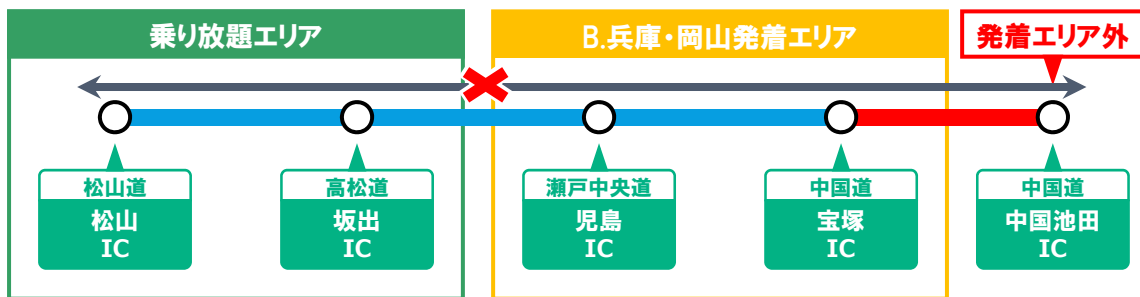 乗り放題エリア
B.兵庫・岡山発着エリア
発着エリア外
松山道
松山
IC
高松道
坂出
IC
瀬戸中央道
児島
IC
中国道
宝塚
IC
中国道
中国池田
IC